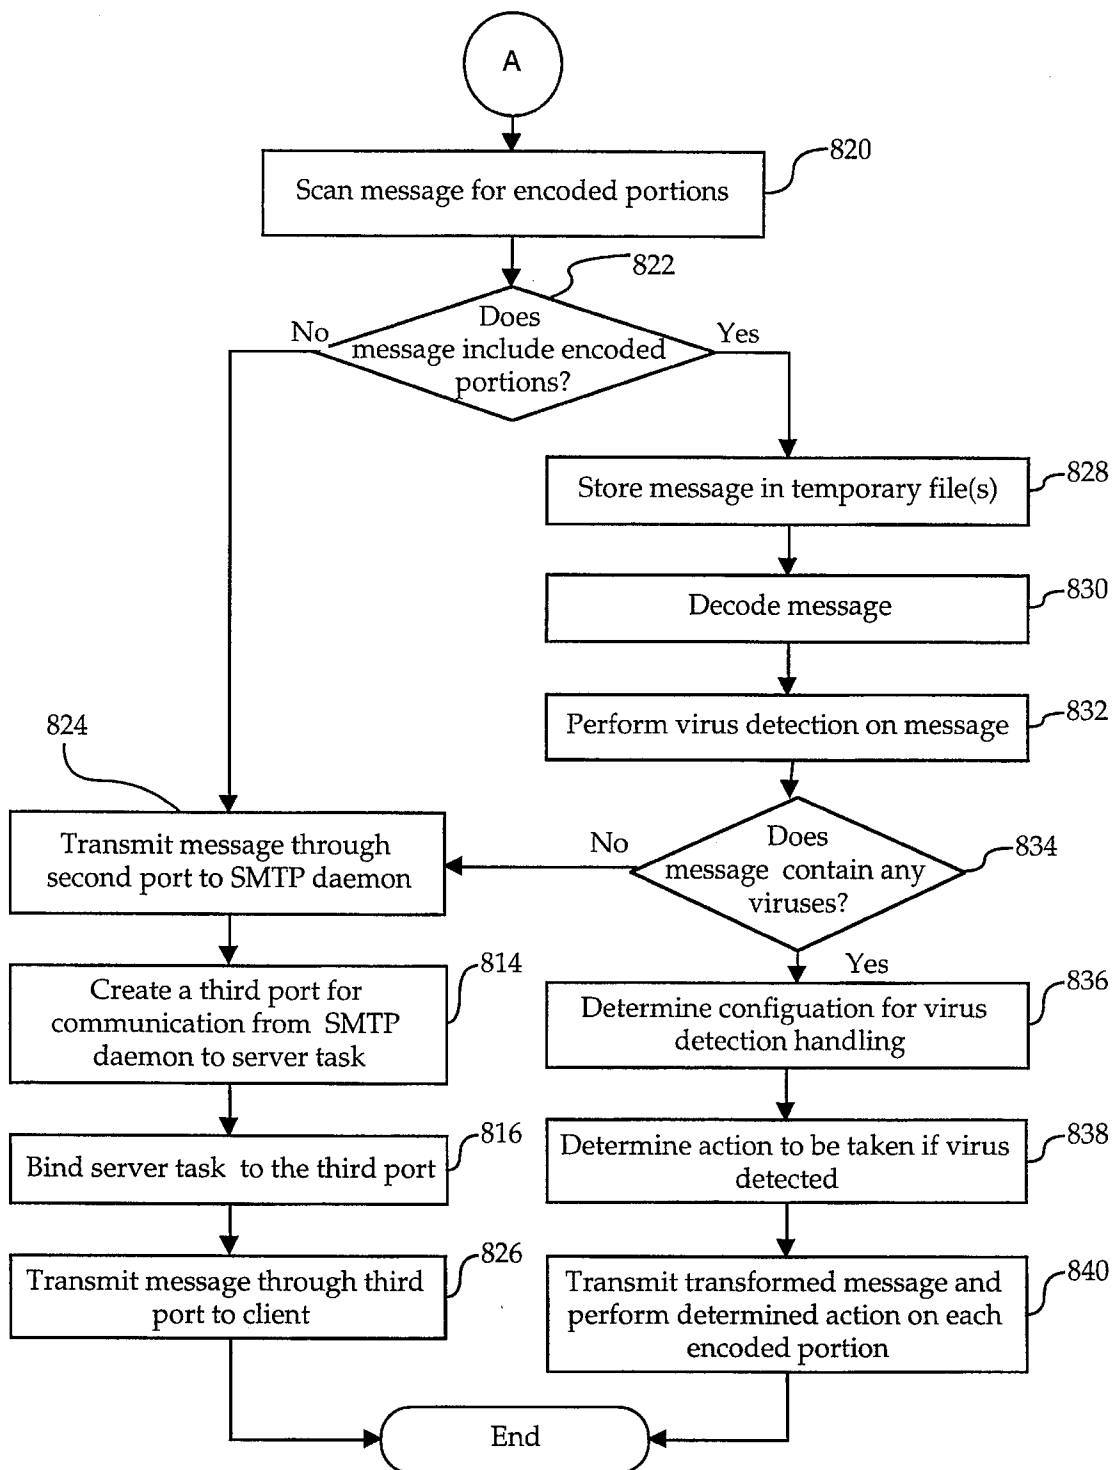 A
820
Scan message for encoded portions
822
Does
message include encoded
portions?
No
Yes
828
Store message in temporary file(s)
830
Decode message
832
Perform virus detection on message
824
Transmit message through
second port to SMTP daemon
No
Does
message contain any
viruses?
834
Yes
814
Create a third port for
communication from SMTP
daemon to server task
836
Determine configuation for virus
detection handling
816
Bind server task to the third port
838
Determine action to be taken if virus
detected
826
Transmit message through third
port to client
840
Transmit transformed message and
perform determined action on each
encoded portion
End